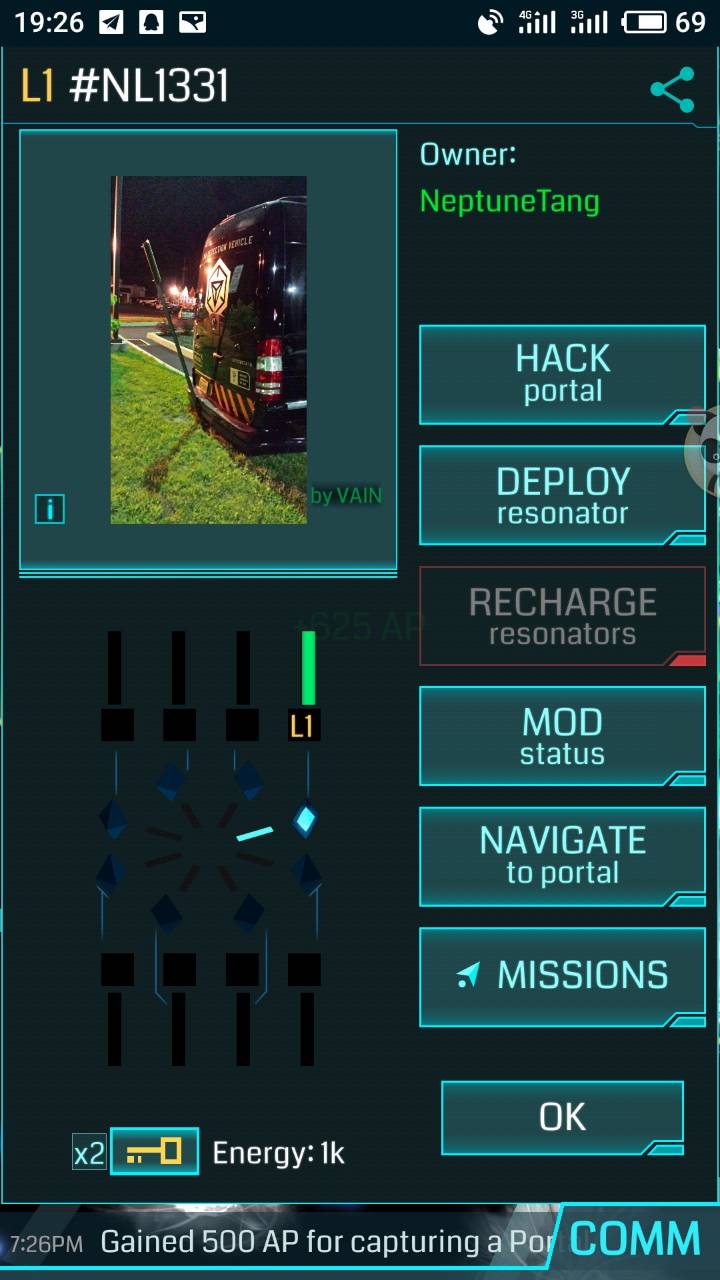 19:26
4G
3G
69
L1 #NL1331
Owner:
NeptuneTang
VEHICLE
by VAIN
i
HACK
portal
DEPLOY
resonator
RECHARGE
resonators
+625 AP
L1
MOD
status
NAVIGATE
to portal
MISSIONS
OK
x2
Energy: 1k
7:26PM Gained 500 AP for capturing a Por
COMM